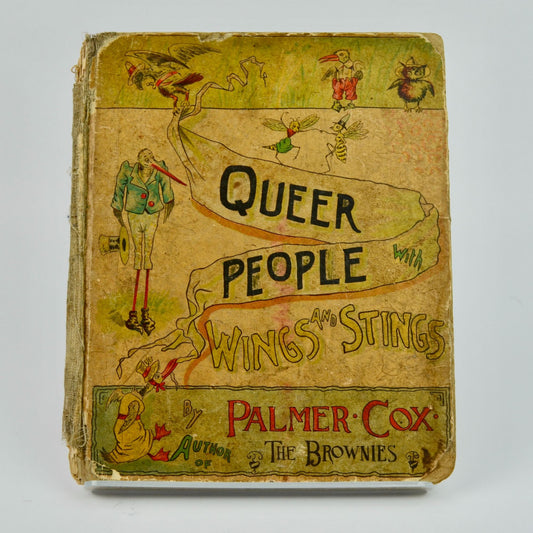 QUEER
PEOPLE with
WINGS AND STINGS
BY PALMER·COX·
AUTHOR OF THE BROWNIES